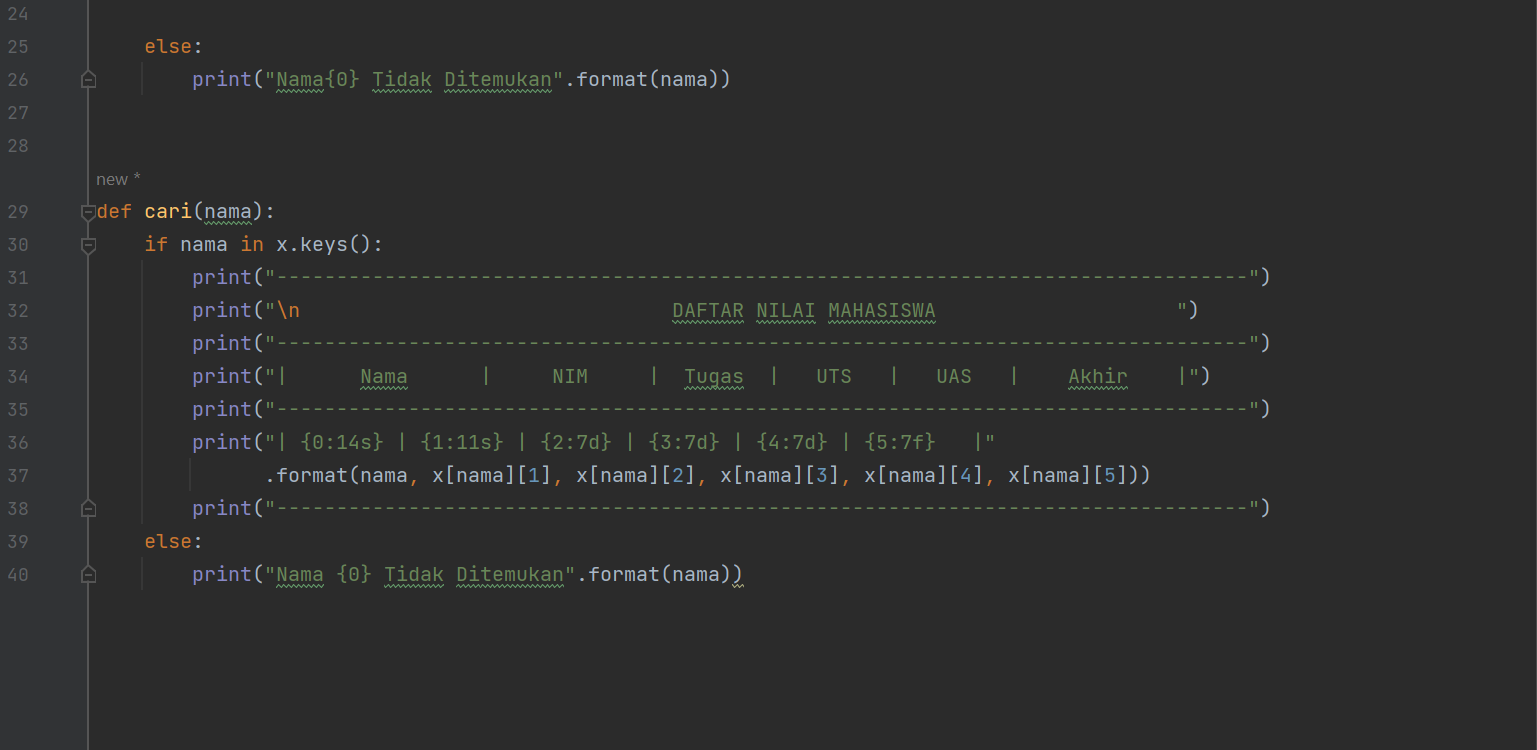 24
25     else:
26         print("Nama{0} Tidak Ditemukan".format(nama))
27
28
new *
29 def cari(nama):
30     if nama in x.keys():
31         print("---------------------------------------------------------------------------------")
32         print("\n                               DAFTAR NILAI MAHASISWA                    ")
33         print("---------------------------------------------------------------------------------")
34         print("|      Nama      |     NIM     |  Tugas  |   UTS   |   UAS   |    Akhir    |")
35         print("---------------------------------------------------------------------------------")
36         print("| {0:14s} | {1:11s} | {2:7d} | {3:7d} | {4:7d} | {5:7f}   |"
37               .format(nama, x[nama][1], x[nama][2], x[nama][3], x[nama][4], x[nama][5]))
38         print("---------------------------------------------------------------------------------")
39     else:
40         print("Nama {0} Tidak Ditemukan".format(nama))